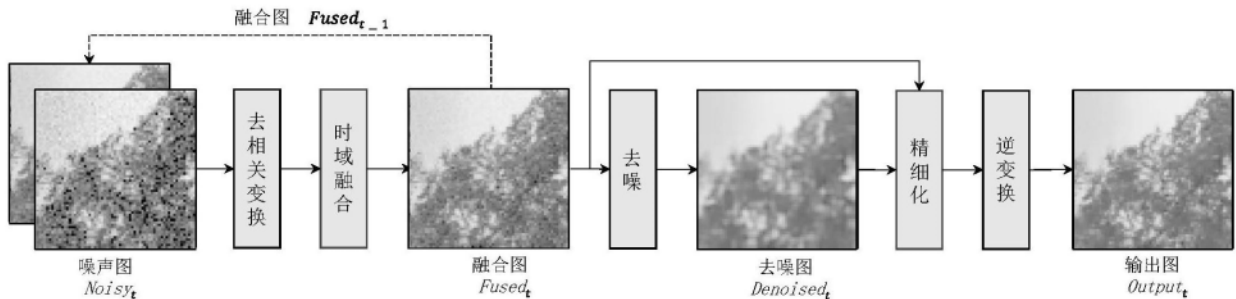 融合图 Fused_{t_1}
去相关变换
时域融合
去噪
精细化
逆变换
噪声图
Noisy_t
融合图
Fused_t
去噪图
Denoised_t
输出图
Output_t